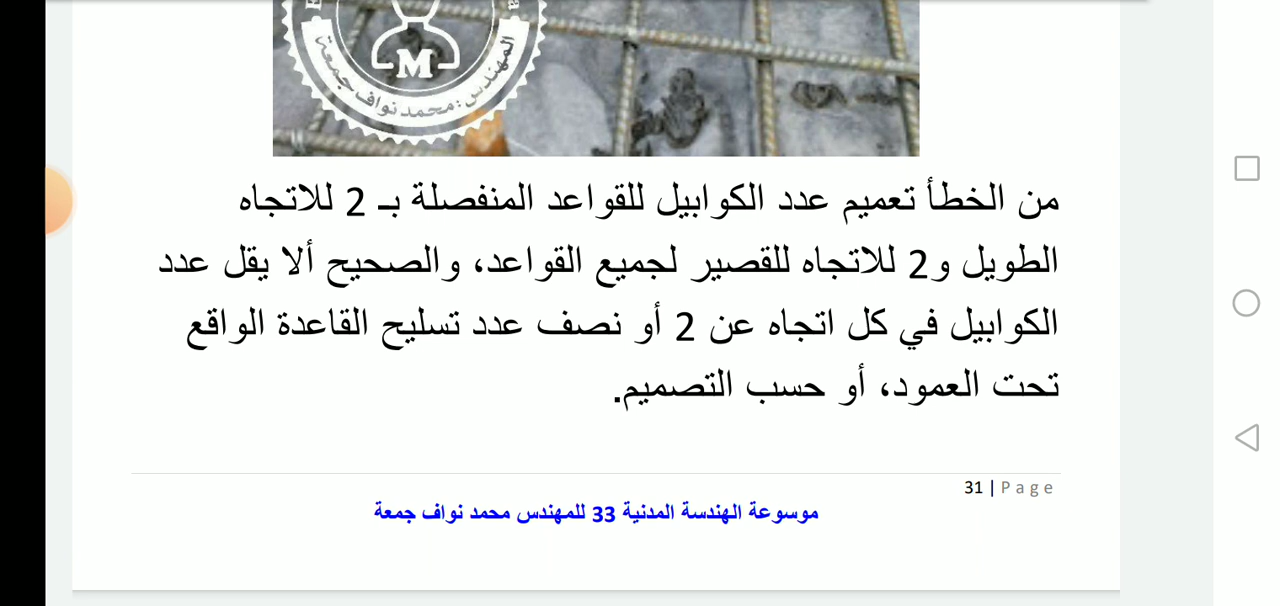 M
المهندس : محمد نواف جمعة
من الخطأ تعميم عدد الكوابيل للقواعد المنفصلة بـ 2 للاتجاه
الطويل و2 للاتجاه للقصير لجميع القواعد، والصحيح ألا يقل عدد
الكوابيل في كل اتجاه عن 2 أو نصف عدد تسليح القاعدة الواقع
تحت العمود، أو حسب التصميم.
31 | Page
موسوعة الهندسة المدنية 33 للمهندس محمد نواف جمعة